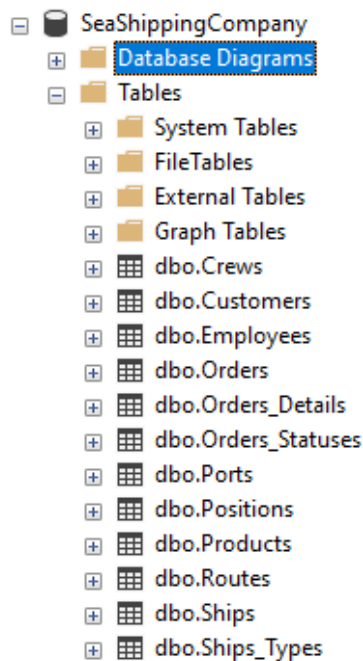 SeaShippingCompany
Database Diagrams
Tables
System Tables
FileTables
External Tables
Graph Tables
dbo.Crews
dbo.Customers
dbo.Employees
dbo.Orders
dbo.Orders_Details
dbo.Orders_Statuses
dbo.Ports
dbo.Positions
dbo.Products
dbo.Routes
dbo.Ships
dbo.Ships_Types